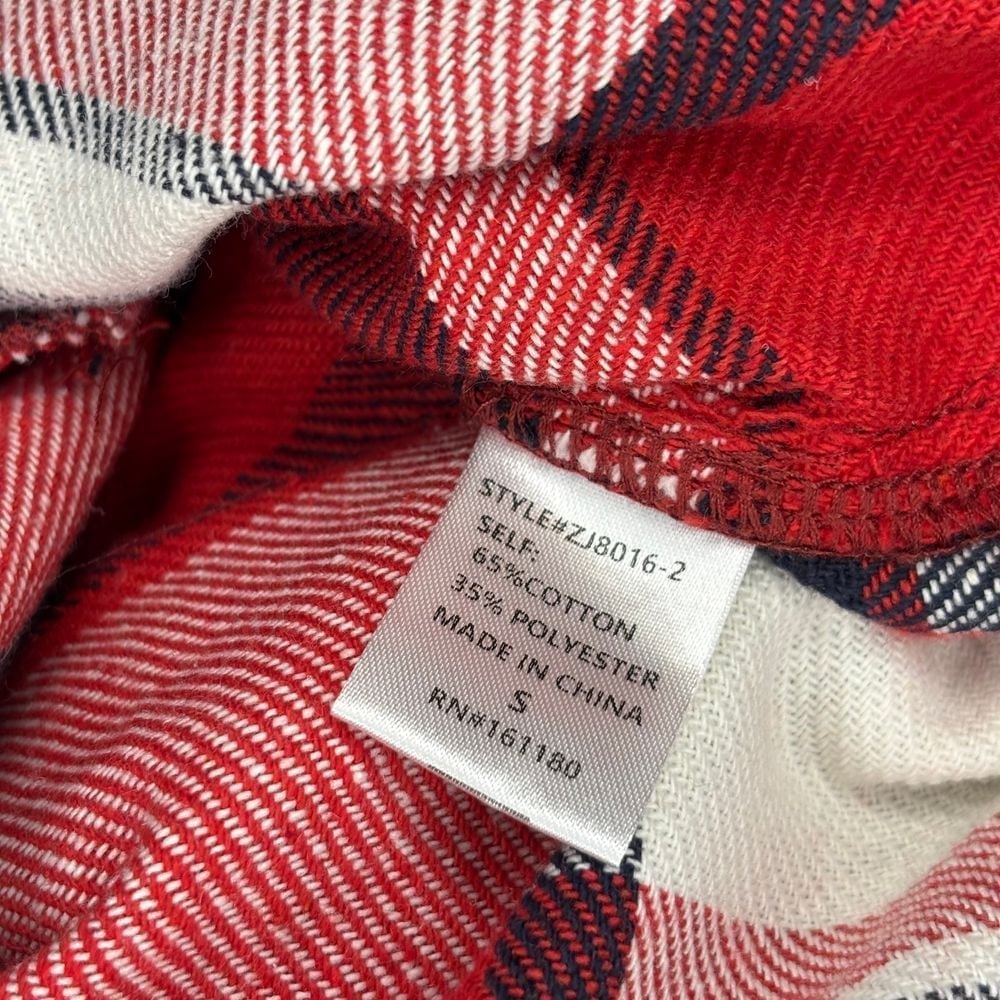 STYLE#ZJ8016-2
SELF:
65%COTTON
35% POLYESTER
MADE IN CHINA
S
RN#161180